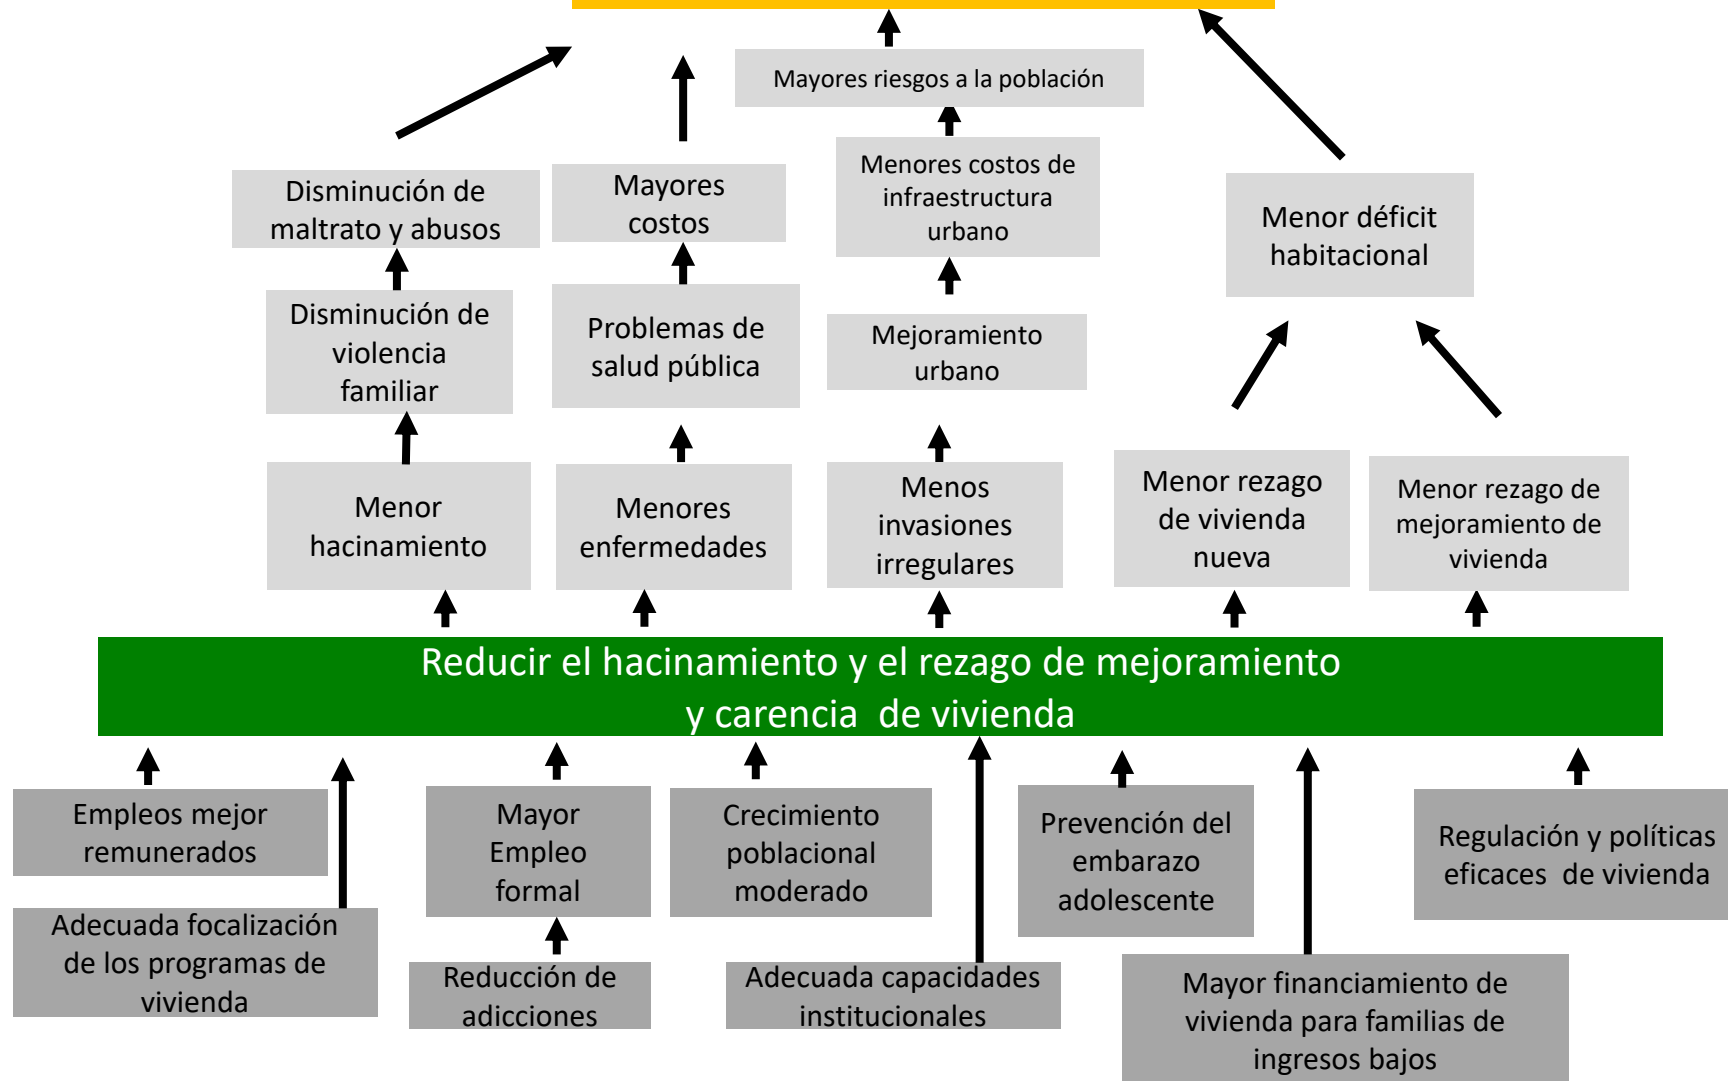 Mayores riesgos a la población
Disminución de
maltrato y abusos
Mayores
costos
Menores costos de
infraestructura
urbano
Menor déficit
habitacional
Disminución de
violencia
familiar
Problemas de
salud pública
Mejoramiento
urbano
Menor
hacinamiento
Menores
enfermedades
Menos
invasiones
irregulares
Menor rezago
de vivienda
nueva
Menor rezago de
mejoramiento de
vivienda
Reducir el hacinamiento y el rezago de mejoramiento
y carencia  de vivienda
Empleos mejor
remunerados
Mayor
Empleo
formal
Crecimiento
poblacional
moderado
Prevención del
embarazo
adolescente
Regulación y políticas
eficaces  de vivienda
Adecuada focalización
de los programas de
vivienda
Reducción de
adicciones
Adecuada capacidades
institucionales
Mayor financiamiento de
vivienda para familias de
ingresos bajos